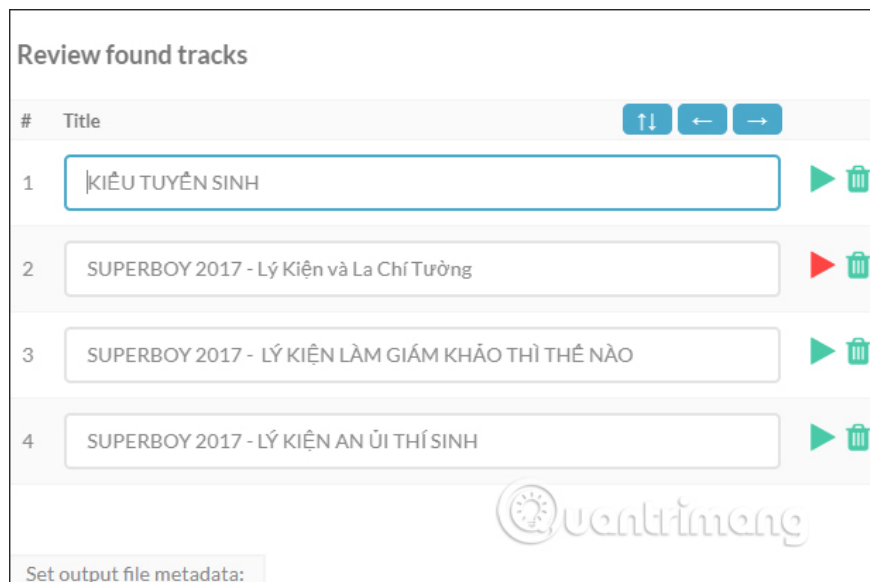 Review found tracks
# Title
1 KIỂU TUYỂN SINH
2 SUPERBOY 2017 - Lý Kiện và La Chí Tường
3 SUPERBOY 2017 - LÝ KIỆN LÀM GIÁM KHẢO THÌ THẾ NÀO
4 SUPERBOY 2017 - LÝ KIỆN AN ỦI THÍ SINH
Quantrimang
Set output file metadata: